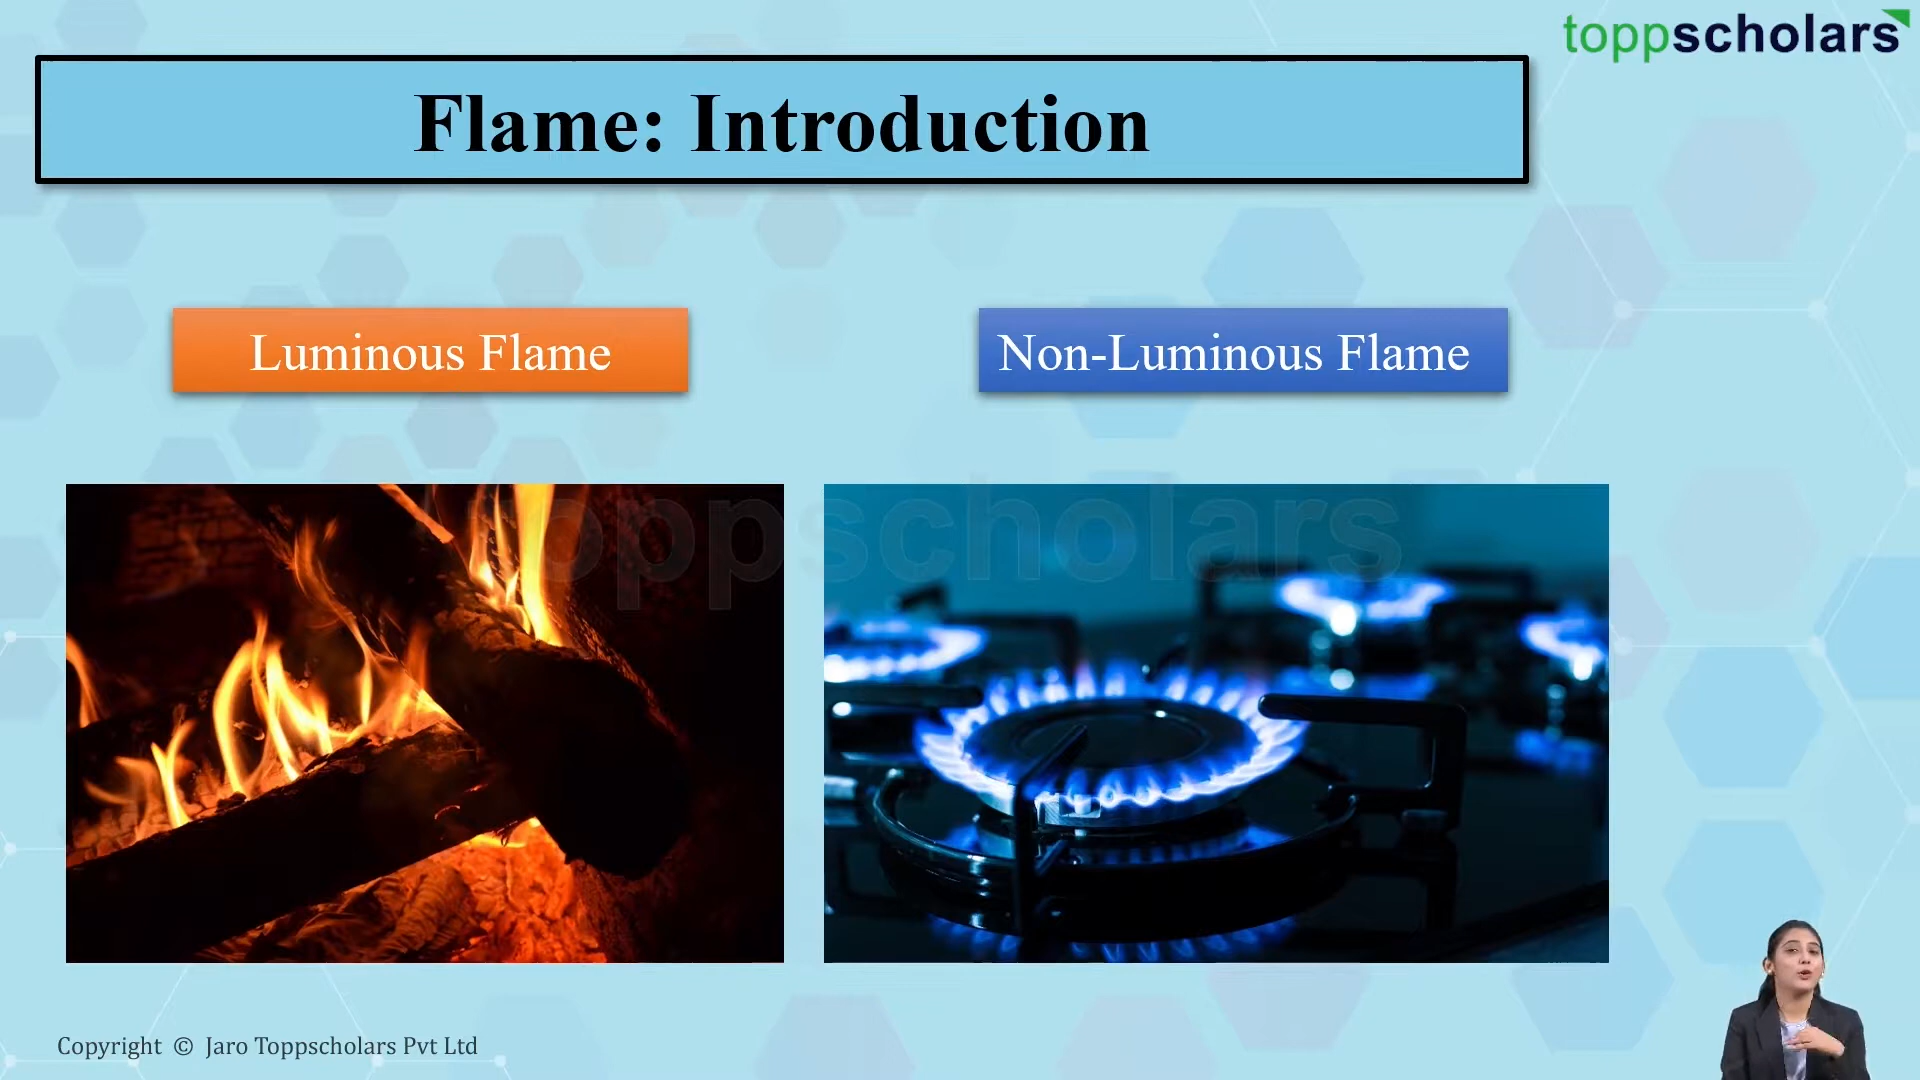 toppscholars
Flame: Introduction
Luminous Flame
Non-Luminous Flame
toppscholars
Copyright © Jaro Toppscholars Pvt Ltd